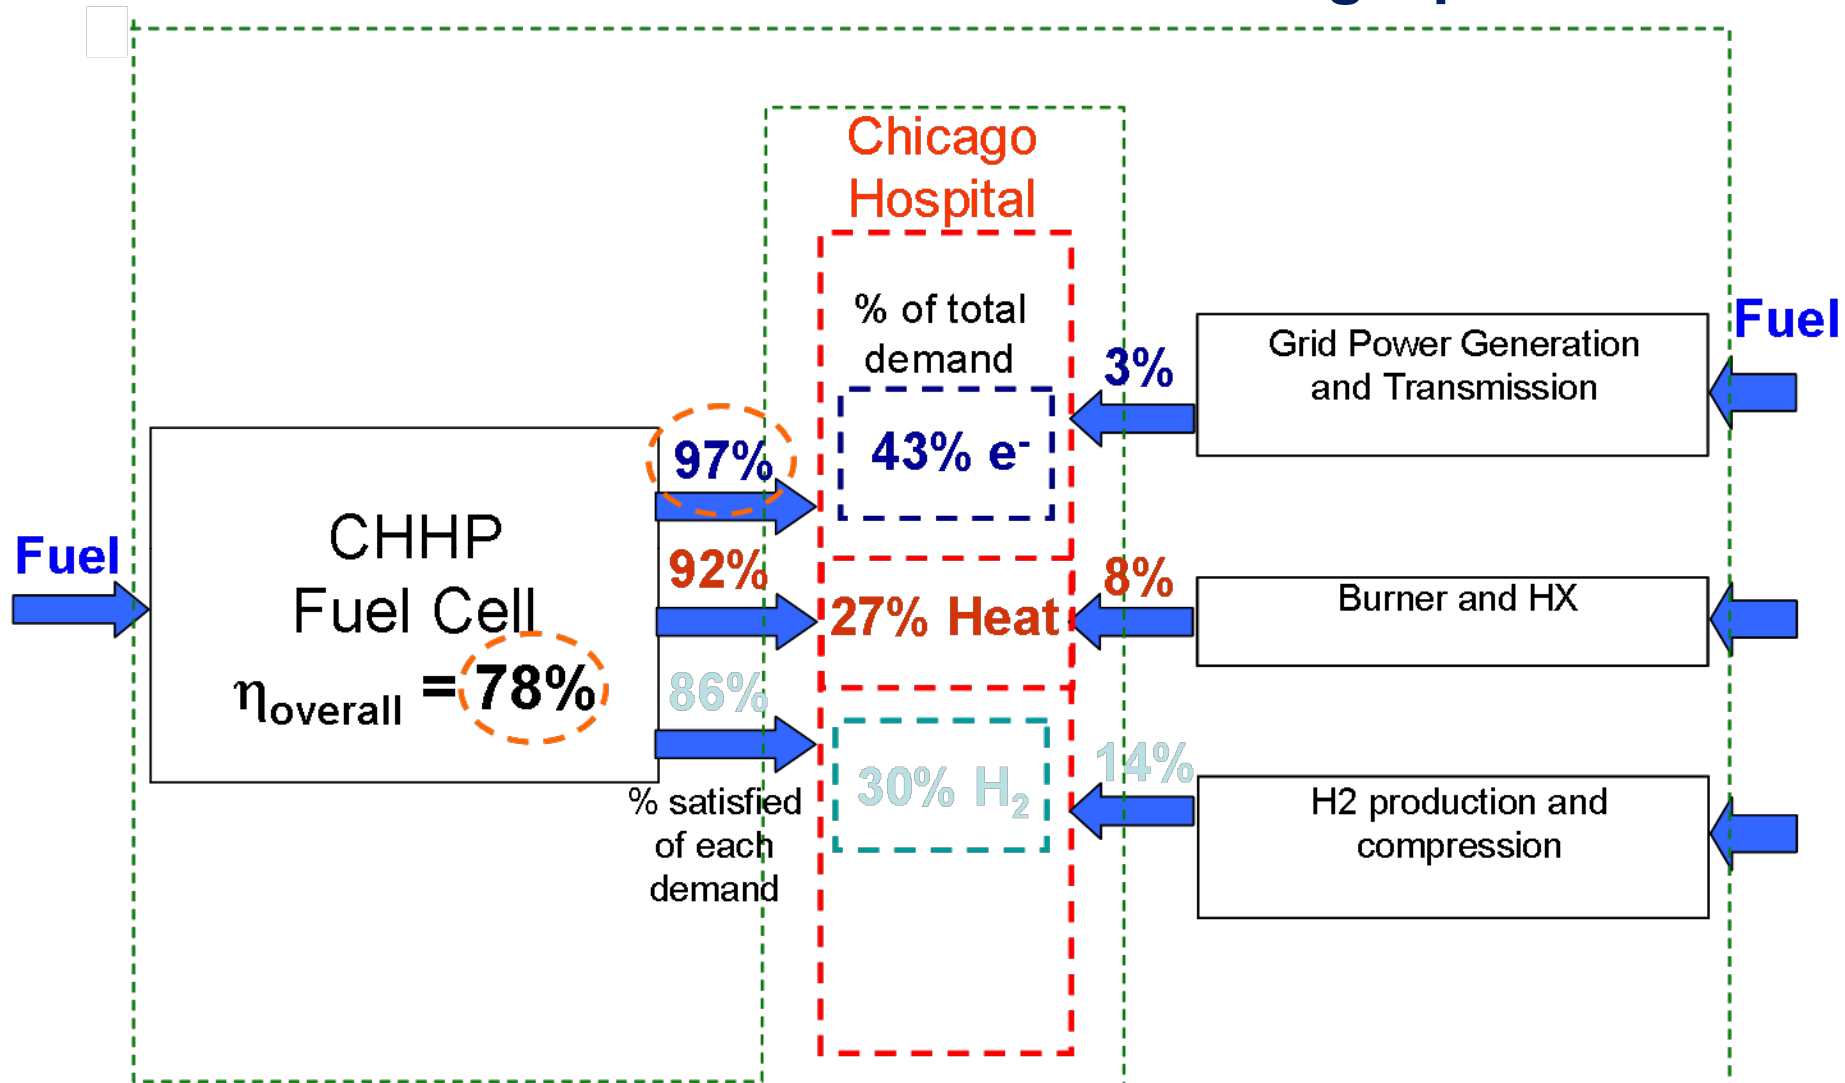 Chicago
Hospital
% of total
demand
43% e-
27% Heat
30% H2
Fuel
CHHP
Fuel Cell
ηoverall = 78%
97%
92%
86%
% satisfied
of each
demand
3%
8%
14%
Grid Power Generation
and Transmission
Burner and HX
H2 production and
compression
Fuel